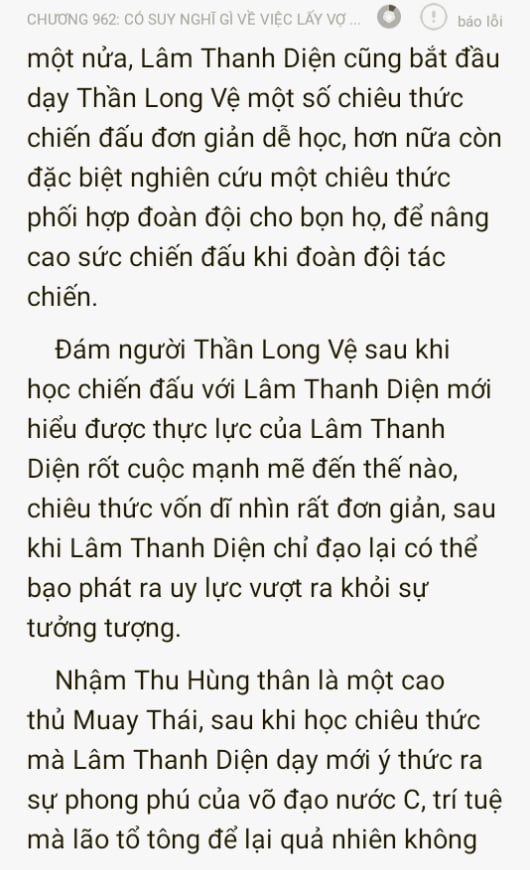 CHƯƠNG 962: CÓ SUY NGHĨ GÌ VỀ VIỆC LẤY VỢ ... ! báo lỗi
một nửa, Lâm Thanh Diện cũng bắt đầu
dạy Thần Long Vệ một số chiêu thức
chiến đấu đơn giản dễ học, hơn nữa còn
đặc biệt nghiên cứu một chiêu thức
phối hợp đoàn đội cho bọn họ, để nâng
cao sức chiến đấu khi đoàn đội tác
chiến.
Đám người Thần Long Vệ sau khi
học chiến đấu với Lâm Thanh Diện mới
hiểu được thực lực của Lâm Thanh
Diện rốt cuộc mạnh mẽ đến thế nào,
chiêu thức vốn dĩ nhìn rất đơn giản, sau
khi Lâm Thanh Diện chỉ đạo lại có thể
bạo phát ra uy lực vượt ra khỏi sự
tưởng tượng.
Nhậm Thu Hùng thân là một cao
thủ Muay Thái, sau khi học chiêu thức
mà Lâm Thanh Diện dạy mới ý thức ra
sự phong phú của võ đạo nước C, trí tuệ
mà lão tổ tông để lại quả nhiên không